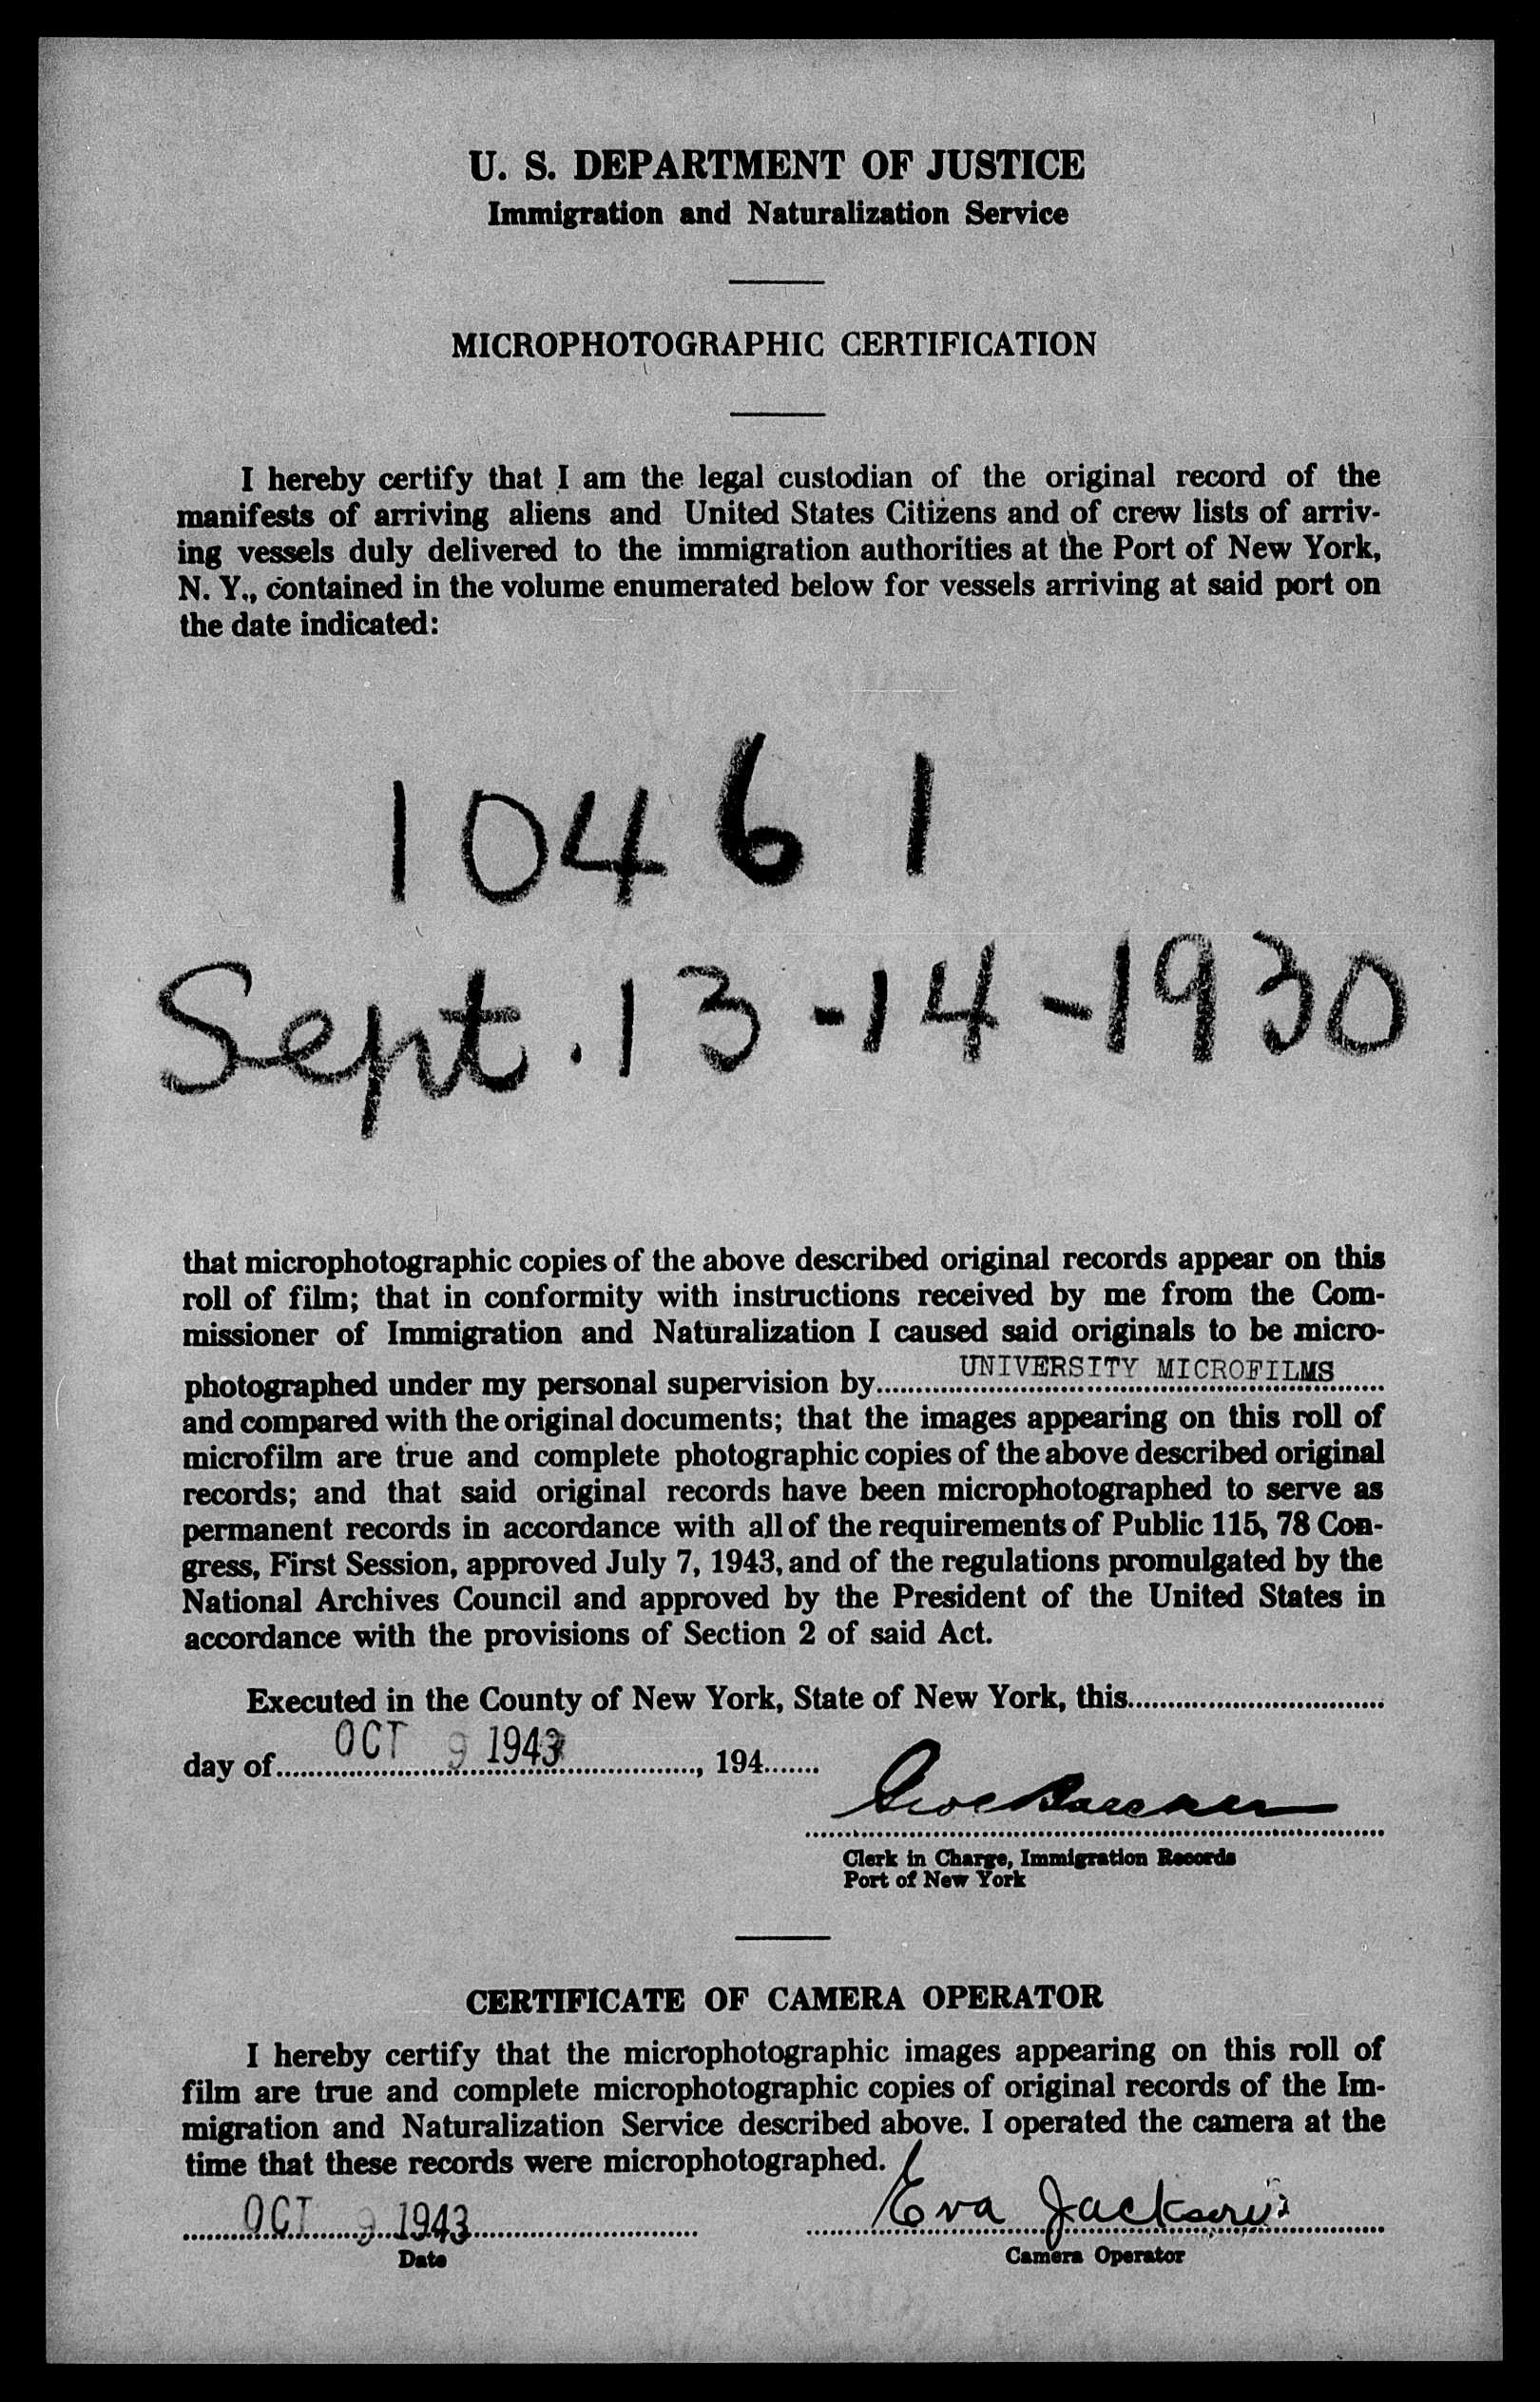 U. S. DEPARTMENT OF JUSTICE
Immigration and Naturalization Service
MICROPHOTOGRAPHIC CERTIFICATION
I hereby certify that I am the legal custodian of the original record of the
manifests of arriving aliens and United States Citizens and of crew lists of arriv-
ing vessels duly delivered to the immigration authorities at the Port of New York,
N. Y., contained in the volume enumerated below for vessels arriving at said port on
the date indicated:
10461
Sept. 13-14-1930
that microphotographic copies of the above described original records appear on this
roll of film; that in conformity with instructions received by me from the Com-
missioner of Immigration and Naturalization I caused said originals to be micro-
photographed under my personal supervision by UNIVERSITY MICROFILMS
and compared with the original documents; that the images appearing on this roll of
microfilm are true and complete photographic copies of the above described original
records; and that said original records have been microphotographed to serve as
permanent records in accordance with all of the requirements of Public 115, 78 Con-
gress, First Session, approved July 7, 1943, and of the regulations promulgated by the
National Archives Council and approved by the President of the United States in
accordance with the provisions of Section 2 of said Act.
Executed in the County of New York, State of New York, this
day of OCT 9 1943, 194
Clerk in Charge, Immigration Records
Port of New York
CERTIFICATE OF CAMERA OPERATOR
I hereby certify that the microphotographic images appearing on this roll of
film are true and complete microphotographic copies of original records of the Im-
migration and Naturalization Service described above. I operated the camera at the
time that these records were microphotographed.
OCT 9 1943 Eva
Date
Camera Operator